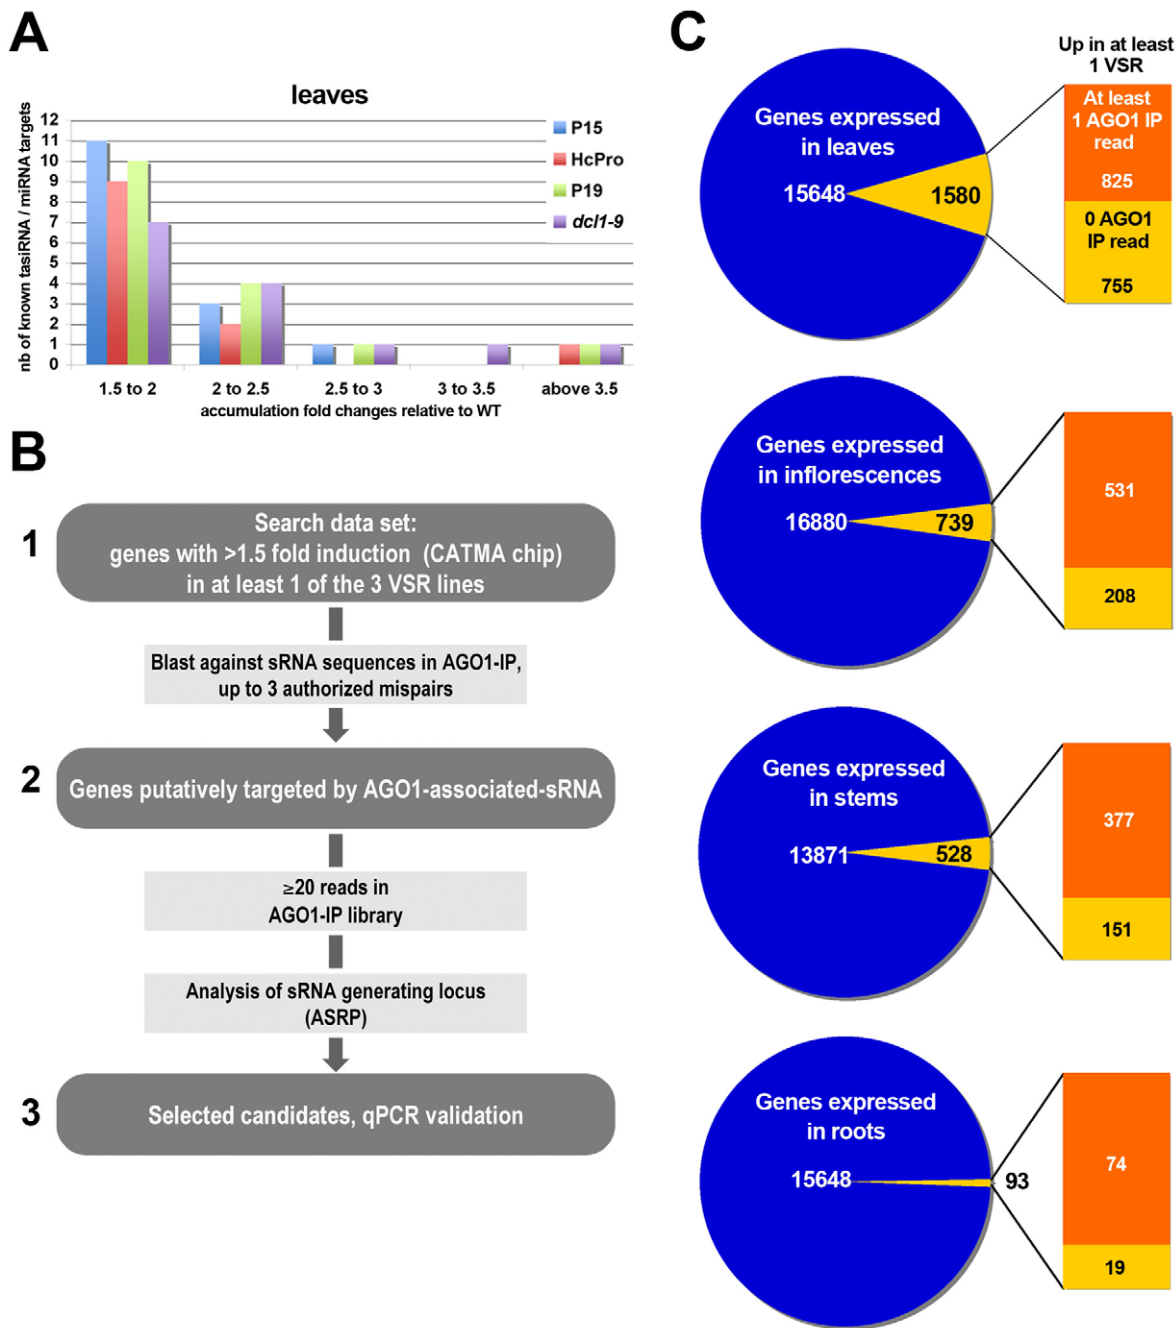 A
leaves
nb of known tasiRNA / miRNA targets
12
11
10
9
8
7
6
5
4
3
2
1
0
P15
HcPro
P19
dcl1-9
1.5 to 2
2 to 2.5
2.5 to 3
3 to 3.5
above 3.5
accumulation fold changes relative to WT
B
1
Search data set:
genes with >1.5 fold induction (CATMA chip)
in at least 1 of the 3 VSR lines
Blast against sRNA sequences in AGO1-IP,
up to 3 authorized mispairs
2
Genes putatively targeted by AGO1-associated-sRNA
≥20 reads in
AGO1-IP library
Analysis of sRNA generating locus
(ASRP)
3
Selected candidates, qPCR validation
C
Genes expressed
in leaves
15648
1580
Up in at least
1 VSR
At least
1 AGO1 IP
read
825
0 AGO1
IP read
755
Genes expressed
in inflorescences
16880
739
531
208
Genes expressed
in stems
13871
528
377
151
Genes expressed
in roots
15648
93
74
19